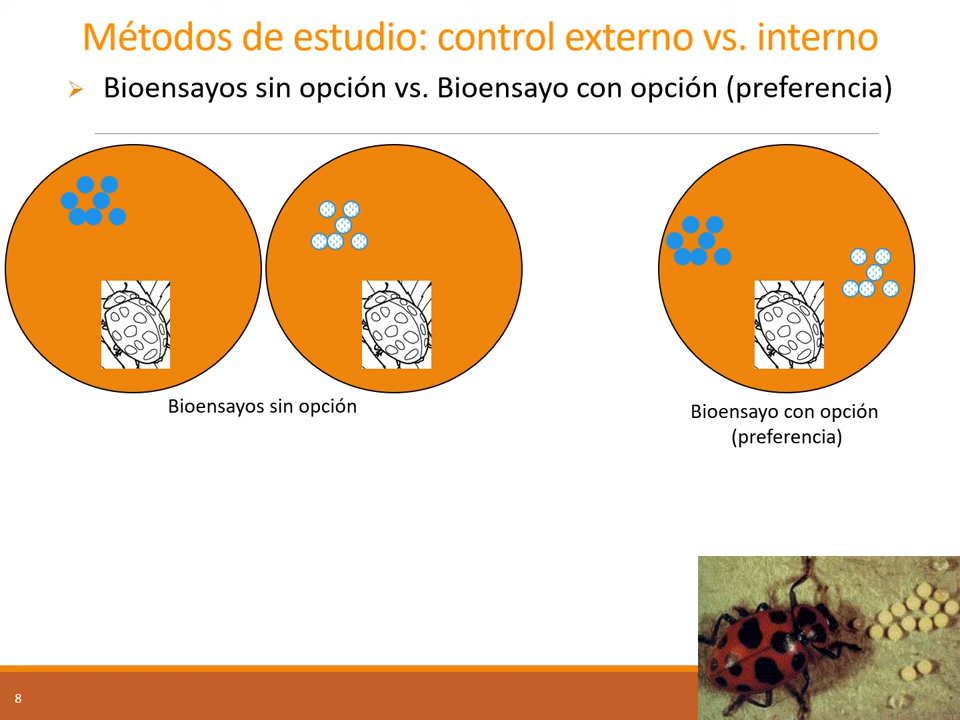 Métodos de estudio: control externo vs. interno
Bioensayos sin opción vs. Bioensayo con opción (preferencia)
Bioensayos sin opción
Bioensayo con opción
(preferencia)
8